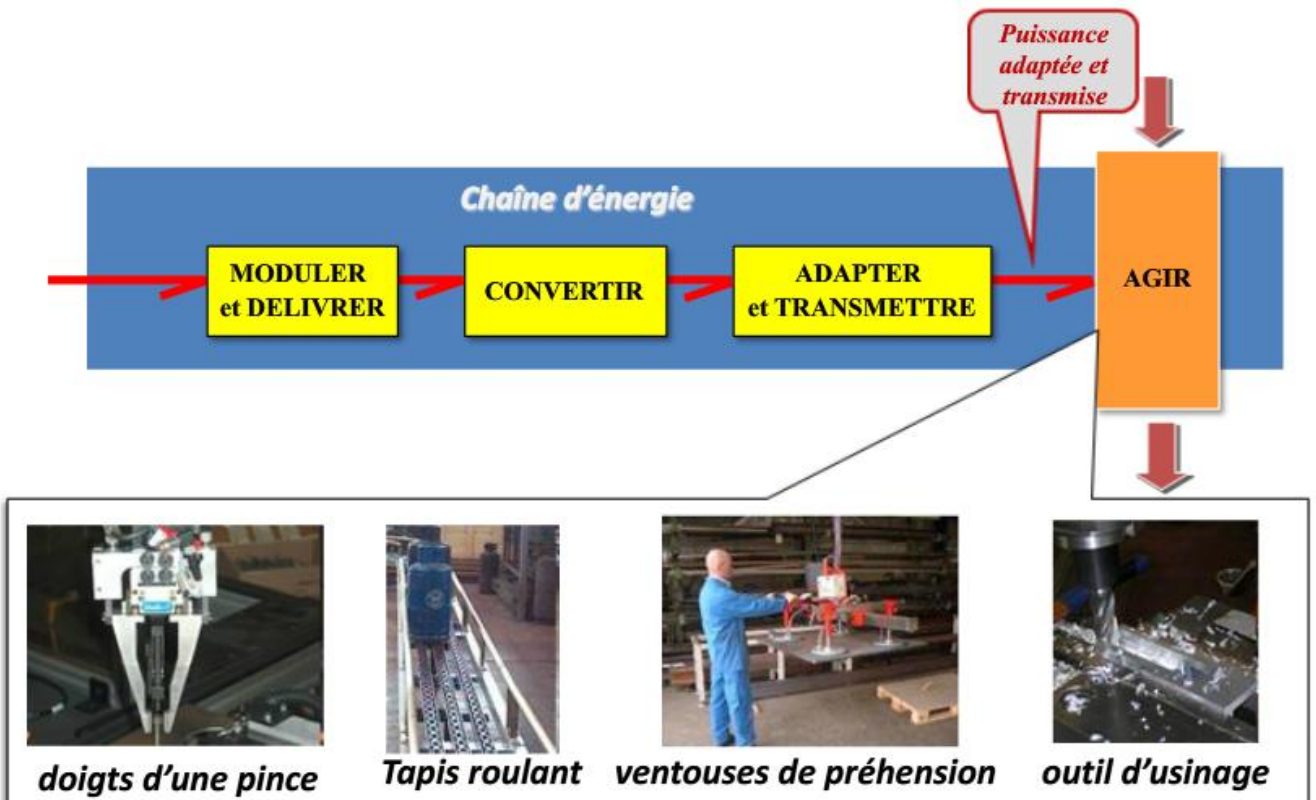 Puissance
adaptée et
transmise
Chaîne d'énergie
MODULER
et DELIVRER
CONVERTIR
ADAPTER
et TRANSMETTRE
AGIR
doigts d'une pince
Tapis roulant
ventouses de préhension
outil d'usinage